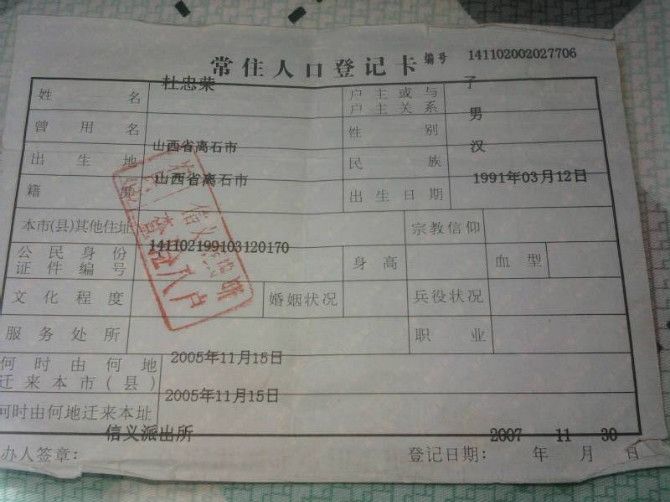 常住人口登记卡 编号 141102002027706
姓名 杜忠荣 户主或与户主关系 子
曾用名 性别 男
出生地 山西省离石市 民族 汉
籍贯 山西省离石市 出生日期 1991年03月12日
本市(县)其他住址 宗教信仰
公民身份证件编号 141102199103120170 身高 血型
文化程度 婚姻状况 兵役状况
服务处所 职业
何时由何地迁来本市(县) 2005年11月15日
何时由何地迁来本址 2005年11月15日
信义派出所 2007 11 30
办人签章: 登记日期: 年 月 日